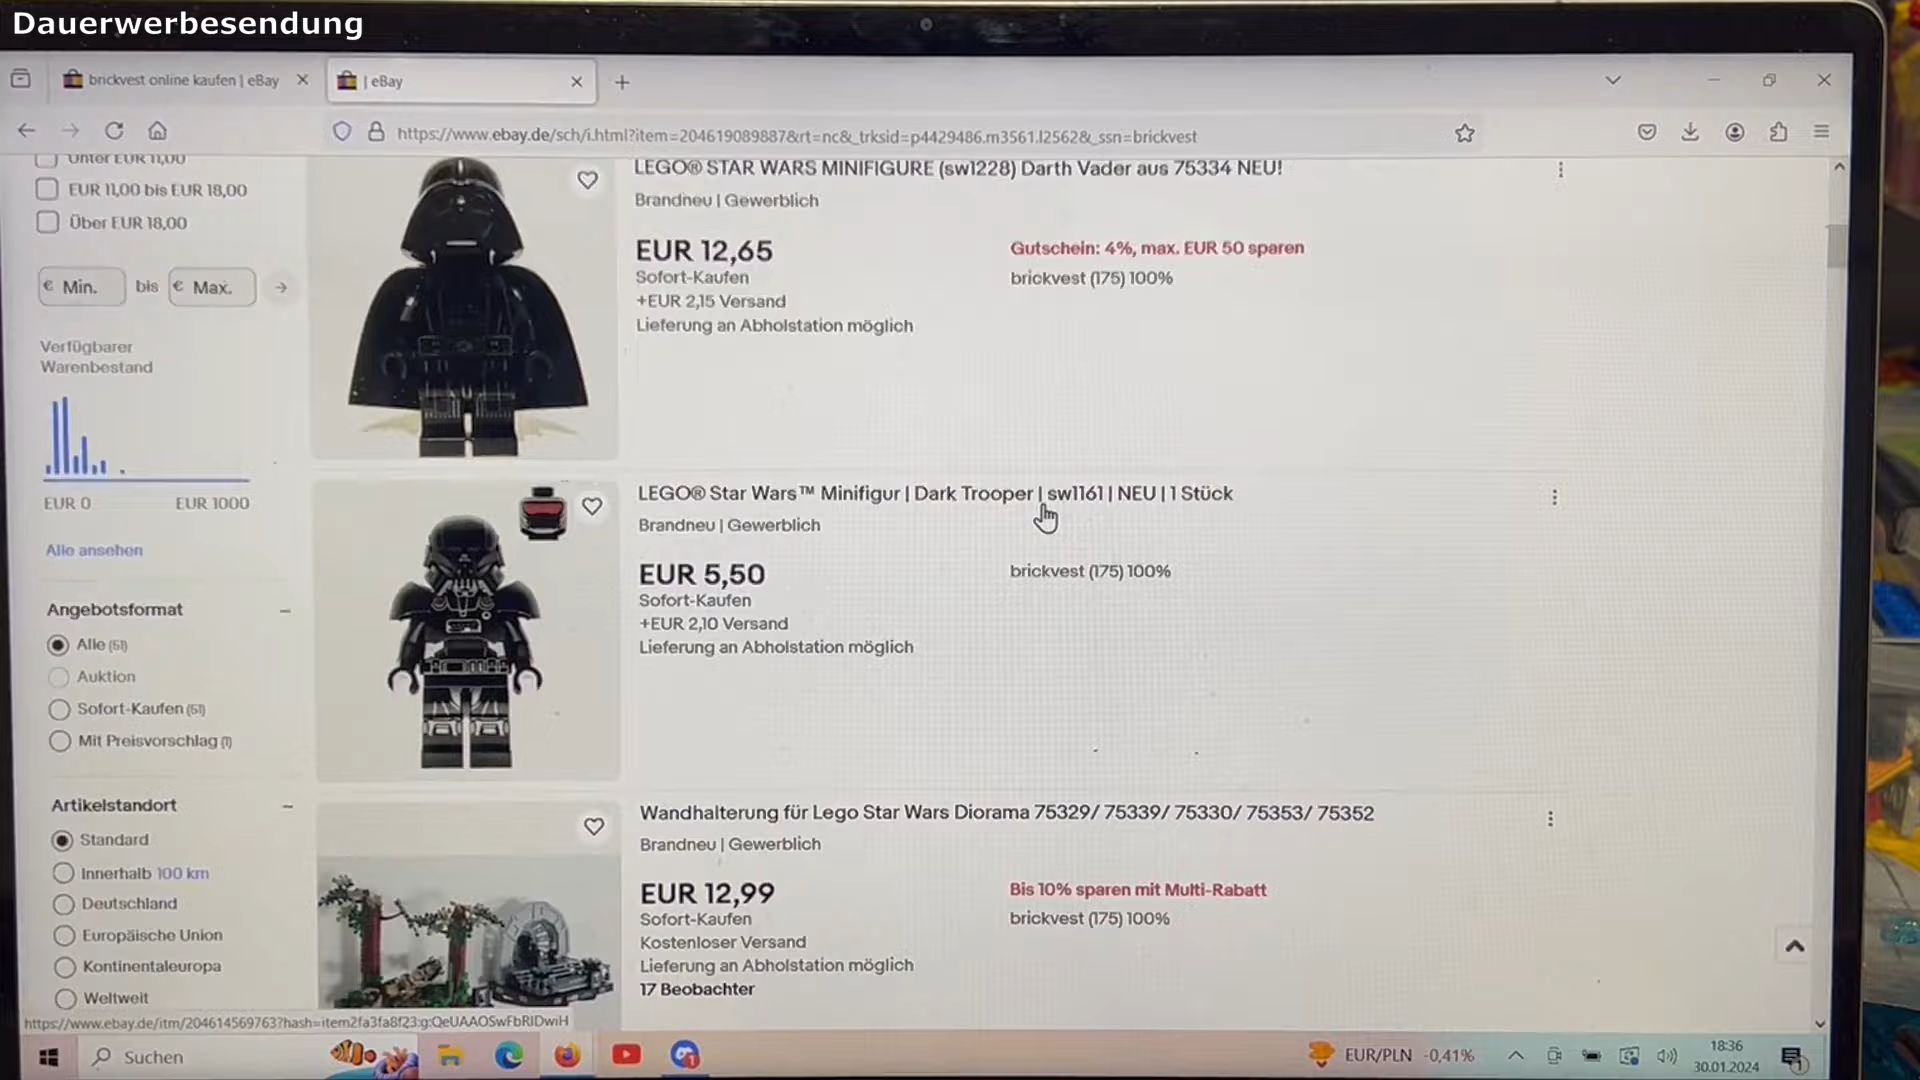 Dauerwerbesendung
brickvest online kaufen | eBay
| eBay
https://www.ebay.de/sch/i.html?item=204619089887&rt=nc&_trksid=p4429486.m3561.l2562&_ssn=brickvest
Unter EUR 11,00
EUR 11,00 bis EUR 18,00
Über EUR 18,00
€ Min. bis € Max.
Verfügbarer
Warenbestand
EUR 0 EUR 1000
Alle ansehen
Angebotsformat
Alle (51)
Auktion
Sofort-Kaufen (51)
Mit Preisvorschlag (1)
Artikelstandort
Standard
Innerhalb 100 km
Deutschland
Europäische Union
Kontinentaleuropa
Weltweit
LEGO® STAR WARS MINIFIGURE (sw1228) Darth Vader aus 75334 NEU!
Brandneu | Gewerblich
EUR 12,65
Sofort-Kaufen
+EUR 2,15 Versand
Lieferung an Abholstation möglich
Gutschein: 4%, max. EUR 50 sparen
brickvest (175) 100%
LEGO® Star Wars™ Minifigur | Dark Trooper | sw1161 | NEU | 1 Stück
Brandneu | Gewerblich
EUR 5,50
Sofort-Kaufen
+EUR 2,10 Versand
Lieferung an Abholstation möglich
brickvest (175) 100%
Wandhalterung für Lego Star Wars Diorama 75329/ 75339/ 75330/ 75353/ 75352
Brandneu | Gewerblich
EUR 12,99
Sofort-Kaufen
Kostenloser Versand
Lieferung an Abholstation möglich
17 Beobachter
Bis 10% sparen mit Multi-Rabatt
brickvest (175) 100%
https://www.ebay.de/itm/204614569763?hash=item2fa3fa8f23:g:QeUAAOSwFbRlDwiH
Suchen
EUR/PLN -0,41%
18:36
30.01.2024